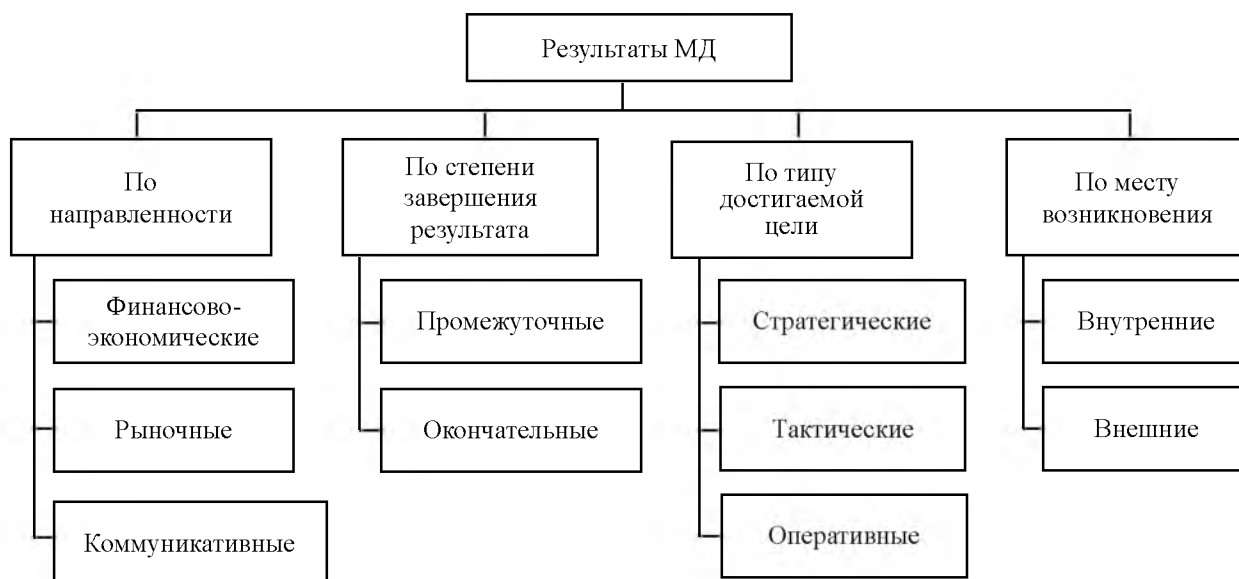 Результаты МД
По
направленности
Финансово-
экономические
Рыночные
Коммуникативные
По степени
завершения
результата
Промежуточные
Окончательные
По типу
достигаемой
цели
Стратегические
Тактические
Оперативные
По месту
возникновения
Внутренние
Внешние